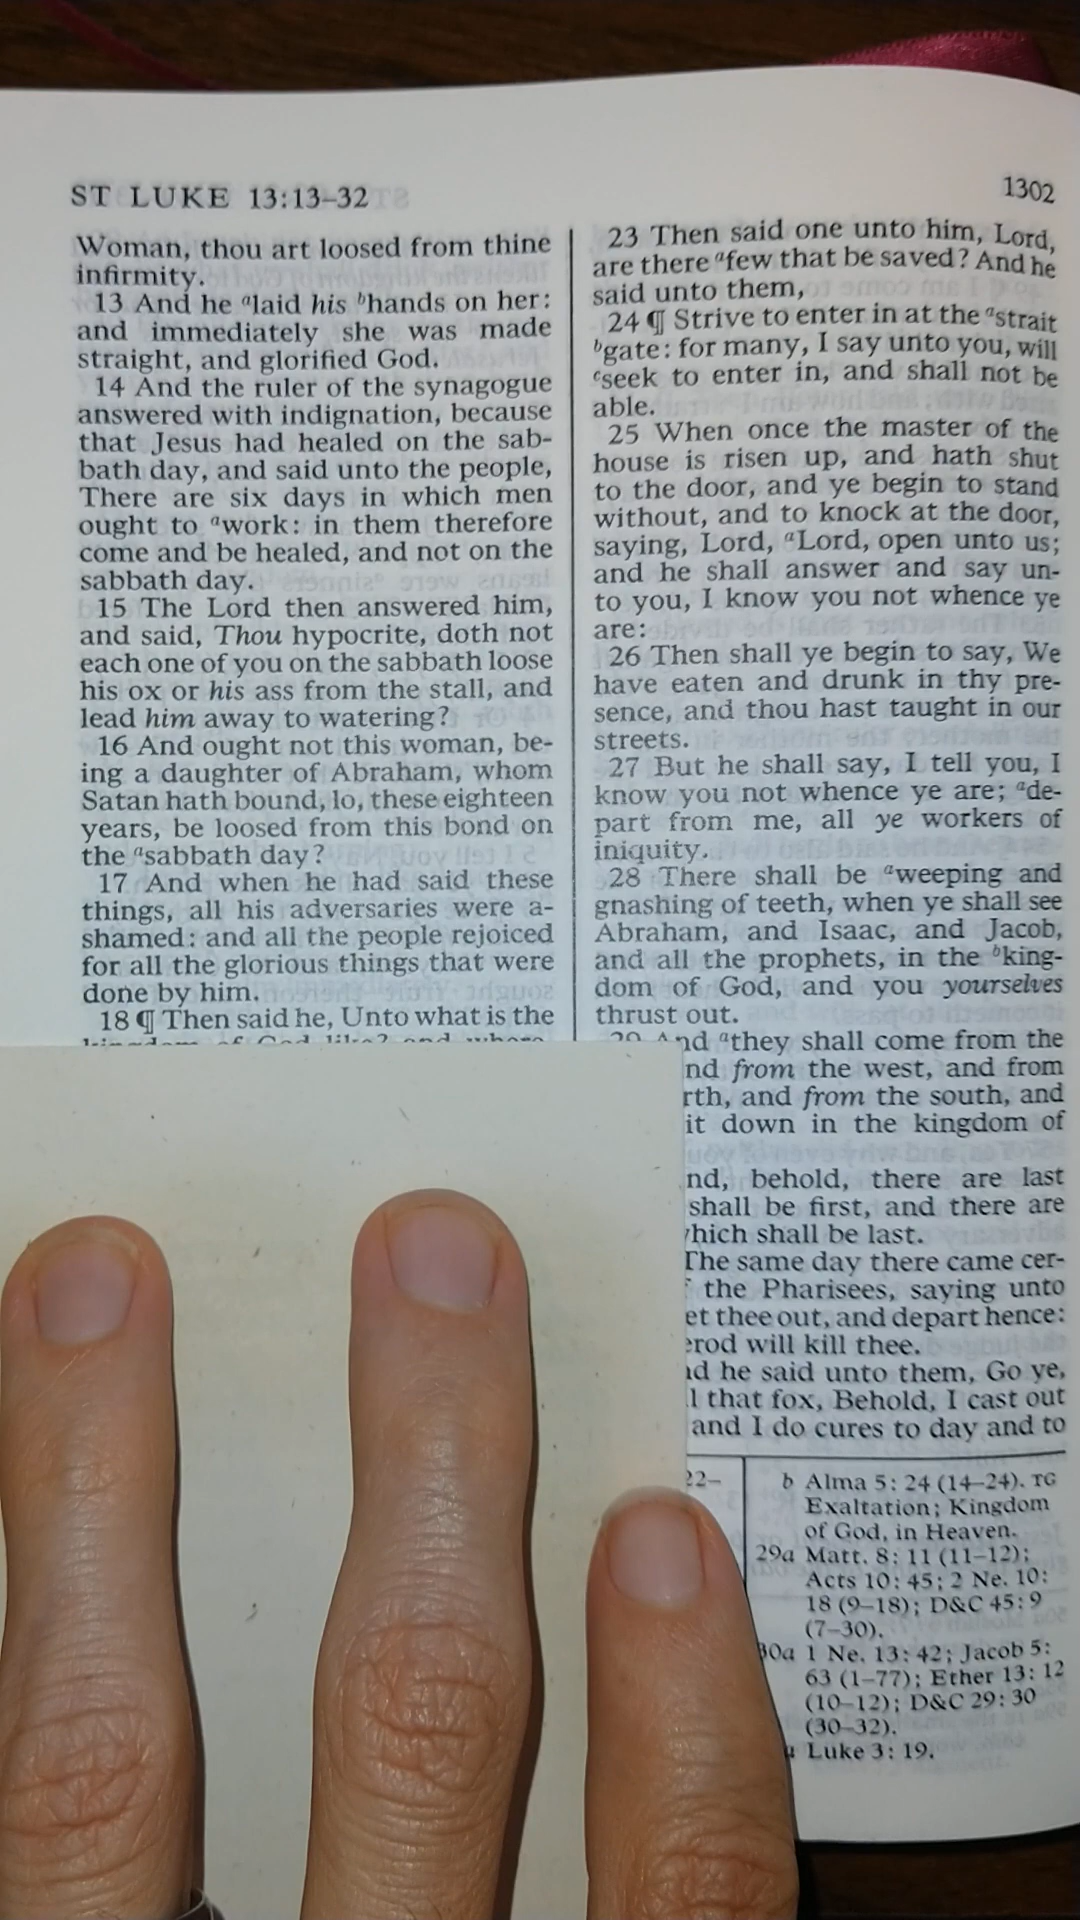 ST LUKE 13:13–32
1302
Woman, thou art loosed from thine
infirmity.
13 And he ᵃlaid his ᵇhands on her:
and immediately she was made
straight, and glorified God.
14 And the ruler of the synagogue
answered with indignation, because
that Jesus had healed on the sab-
bath day, and said unto the people,
There are six days in which men
ought to ᵃwork: in them therefore
come and be healed, and not on the
sabbath day.
15 The Lord then answered him,
and said, Thou hypocrite, doth not
each one of you on the sabbath loose
his ox or his ass from the stall, and
lead him away to watering?
16 And ought not this woman, be-
ing a daughter of Abraham, whom
Satan hath bound, lo, these eighteen
years, be loosed from this bond on
the ᵃsabbath day?
17 And when he had said these
things, all his adversaries were a-
shamed: and all the people rejoiced
for all the glorious things that were
done by him.
18 ¶ Then said he, Unto what is the
23 Then said one unto him, Lord,
are there ᵃfew that be saved? And he
said unto them,
24 ¶ Strive to enter in at the ᵃstrait
ᵇgate: for many, I say unto you, will
ᶜseek to enter in, and shall not be
able.
25 When once the master of the
house is risen up, and hath shut
to the door, and ye begin to stand
without, and to knock at the door,
saying, Lord, ᵃLord, open unto us;
and he shall answer and say un-
to you, I know you not whence ye
are:
26 Then shall ye begin to say, We
have eaten and drunk in thy pre-
sence, and thou hast taught in our
streets.
27 But he shall say, I tell you, I
know you not whence ye are; ᵃde-
part from me, all ye workers of
iniquity.
28 There shall be ᵃweeping and
gnashing of teeth, when ye shall see
Abraham, and Isaac, and Jacob,
and all the prophets, in the ᵇking-
dom of God, and you yourselves
thrust out.
29 And ᵃthey shall come from the
from the west, and from
and from the south, and
down in the kingdom of
behold, there are last
shall be first, and there are
shall be last.
The same day there came cer-
the Pharisees, saying unto
thee out, and depart hence:
will kill thee.
he said unto them, Go ye,
that fox, Behold, I cast out
and I do cures to day and to
22–
b Alma 5: 24 (14–24). TG
Exaltation; Kingdom
of God, in Heaven.
29a Matt. 8: 11 (11–12);
Acts 10: 45; 2 Ne. 10:
18 (9–18); D&C 45: 9
(7–30).
30a 1 Ne. 13: 42; Jacob 5:
63 (1–77); Ether 13: 12
(10–12); D&C 29: 30
(30–32).
Luke 3: 19.